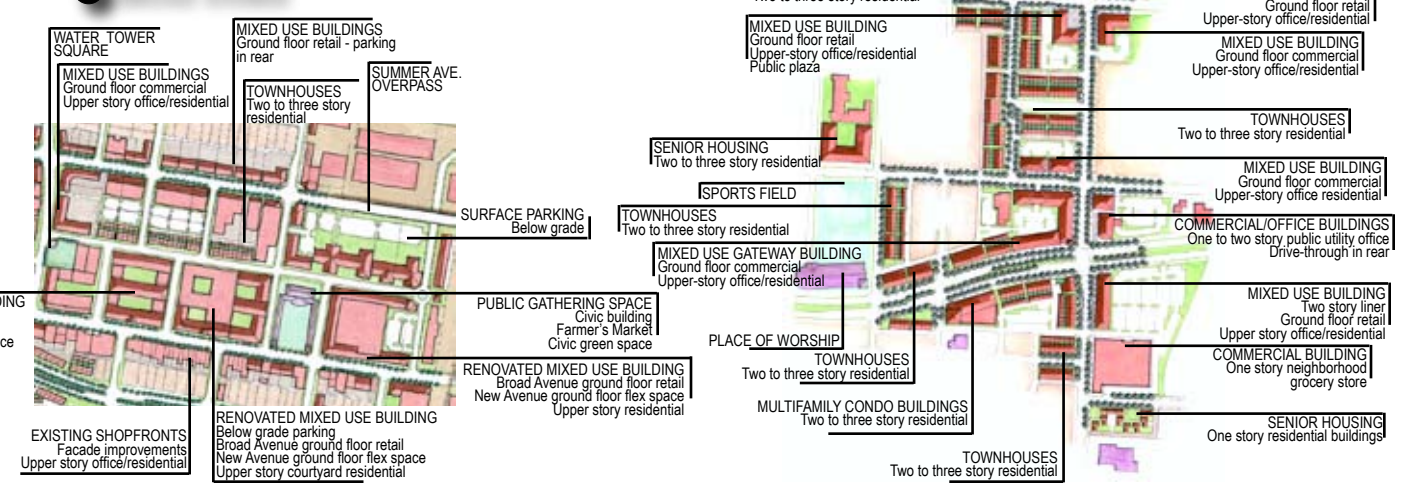 WATER TOWER
SQUARE
MIXED USE BUILDINGS
Ground floor commercial
Upper story office/residential
MIXED USE BUILDINGS
Ground floor retail - parking
in rear
TOWNHOUSES
Two to three story
residential
SUMMER AVE.
OVERPASS
SURFACE PARKING
Below grade
PUBLIC GATHERING SPACE
Civic building
Farmer's Market
Civic green space
RENOVATED MIXED USE BUILDING
Broad Avenue ground floor retail
New Avenue ground floor flex space
Upper story residential
EXISTING SHOPFRONTS
Facade improvements
Upper story office/residential
RENOVATED MIXED USE BUILDING
Below grade parking
Broad Avenue ground floor retail
New Avenue ground floor flex space
Upper story courtyard residential
MIXED USE BUILDING
Ground floor retail
Upper-story office/residential
Public plaza
SENIOR HOUSING
Two to three story residential
SPORTS FIELD
TOWNHOUSES
Two to three story residential
MIXED USE GATEWAY BUILDING
Ground floor commercial
Upper-story office/residential
PLACE OF WORSHIP
TOWNHOUSES
Two to three story residential
MULTIFAMILY CONDO BUILDINGS
Two to three story residential
TOWNHOUSES
Two to three story residential
Ground floor retail
Upper-story office/residential
MIXED USE BUILDING
Ground floor commercial
Upper-story office/residential
TOWNHOUSES
Two to three story residential
MIXED USE BUILDING
Ground floor commercial
Upper-story office residential
COMMERCIAL/OFFICE BUILDINGS
One to two story public utility office
Drive-through in rear
MIXED USE BUILDING
Two story liner
Ground floor retail
Upper story office/residential
COMMERCIAL BUILDING
One story neighborhood
grocery store
SENIOR HOUSING
One story residential buildings